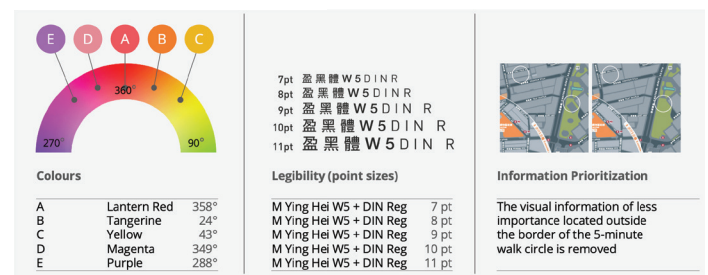 E D A B C
360°
270°
90°
Colours
A Lantern Red 358°
B Tangerine 24°
C Yellow 43°
D Magenta 349°
E Purple 288°
7pt 盈黑體W5DINR
8pt 盈黑體W5DINR
9pt 盈黑體W5DIN R
10pt 盈黑體W5DIN R
11pt 盈黑體W5DIN R
Legibility (point sizes)
M Ying Hei W5 + DIN Reg 7 pt
M Ying Hei W5 + DIN Reg 8 pt
M Ying Hei W5 + DIN Reg 9 pt
M Ying Hei W5 + DIN Reg 10 pt
M Ying Hei W5 + DIN Reg 11 pt
Information Prioritization
The visual information of less
importance located outside
the border of the 5-minute
walk circle is removed